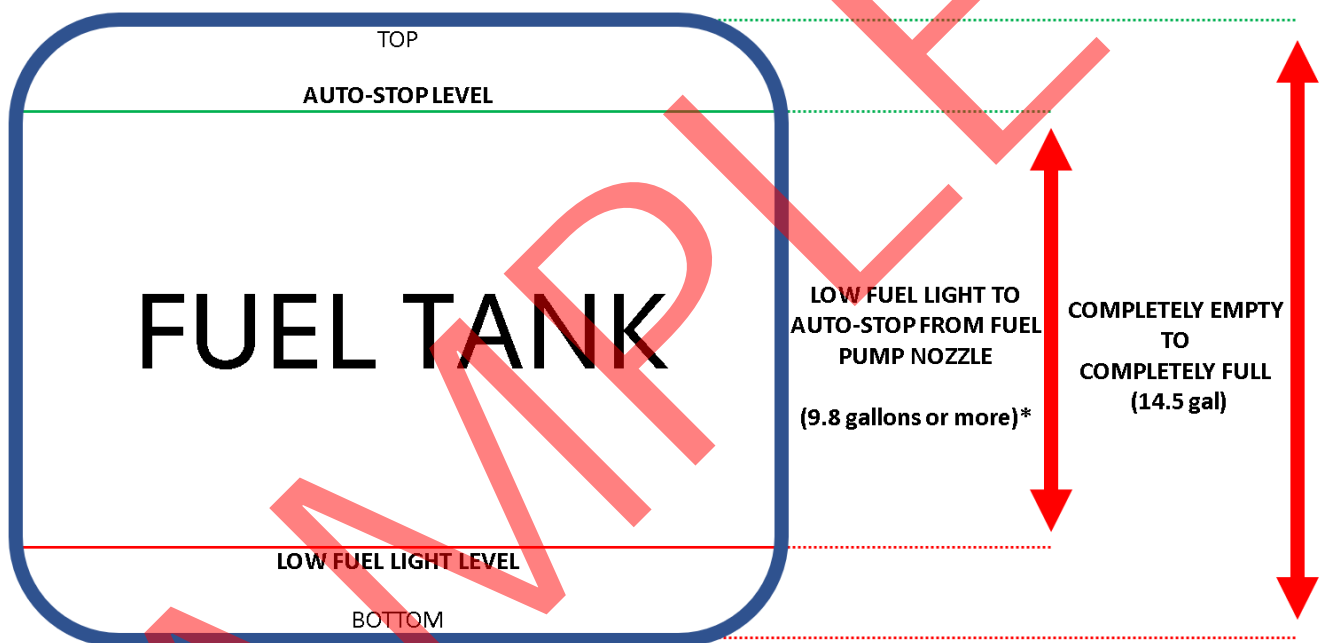 TOP
AUTO-STOP LEVEL
FUEL TANK
LOW FUEL LIGHT LEVEL
BOTTOM
LOW FUEL LIGHT TO
AUTO-STOP FROM FUEL
PUMP NOZZLE
(9.8 gallons or more)*
COMPLETELY EMPTY
TO
COMPLETELY FULL
(14.5 gal)
AMPLE